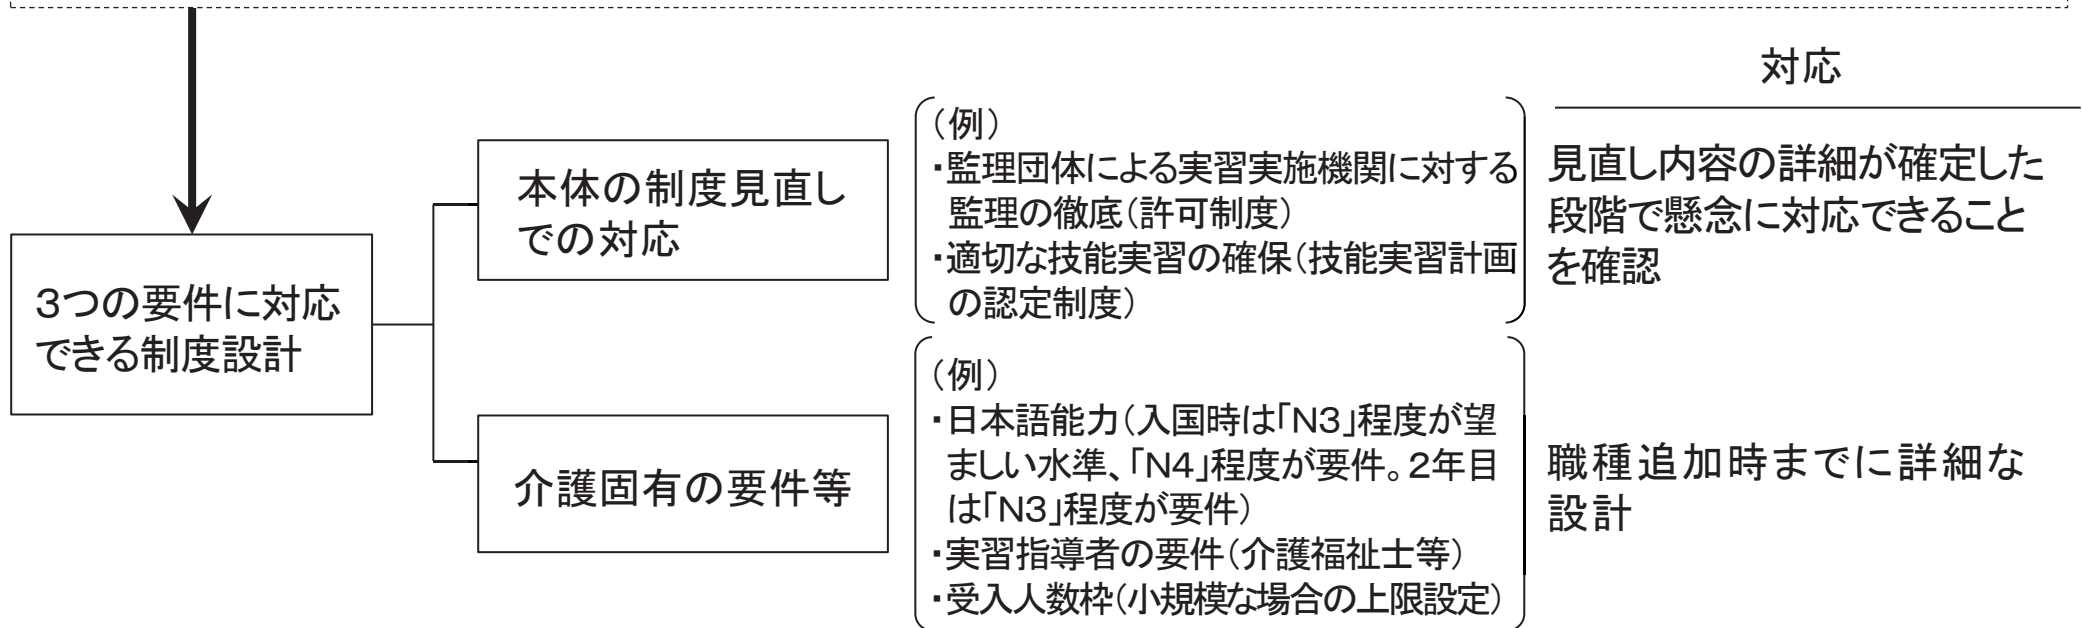 対応
3つの要件に対応
できる制度設計
本体の制度見直し
での対応
（例）
・監理団体による実習実施機関に対する
監理の徹底（許可制度）
・適切な技能実習の確保（技能実習計画
の認定制度）
見直し内容の詳細が確定した
段階で懸念に対応できること
を確認
介護固有の要件等
（例）
・日本語能力（入国時は「N3」程度が望
ましい水準、「N4」程度が要件。2年目
は「N3」程度が要件）
・実習指導者の要件（介護福祉士等）
・受入人数枠（小規模な場合の上限設定）
職種追加時までに詳細な
設計